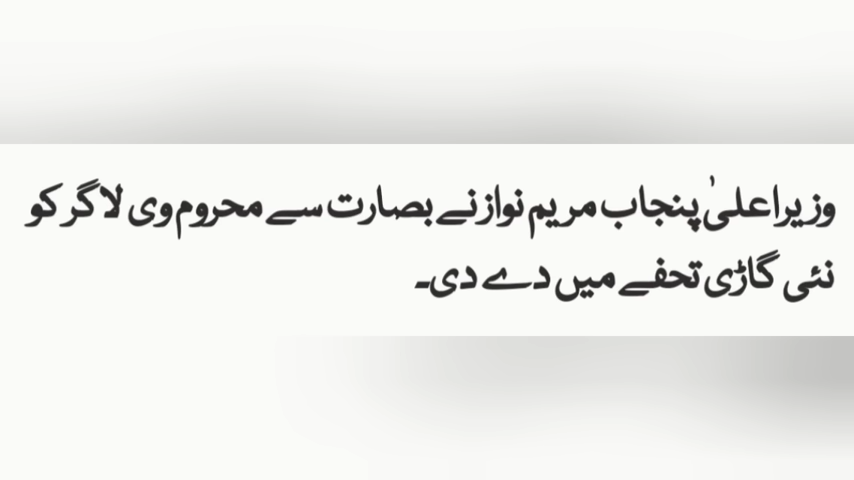 وزیراعلیٰ پنجاب مریم نواز نے بصارت سے محروم وی لاگر کو
نئی گاڑی تحفے میں دے دی۔